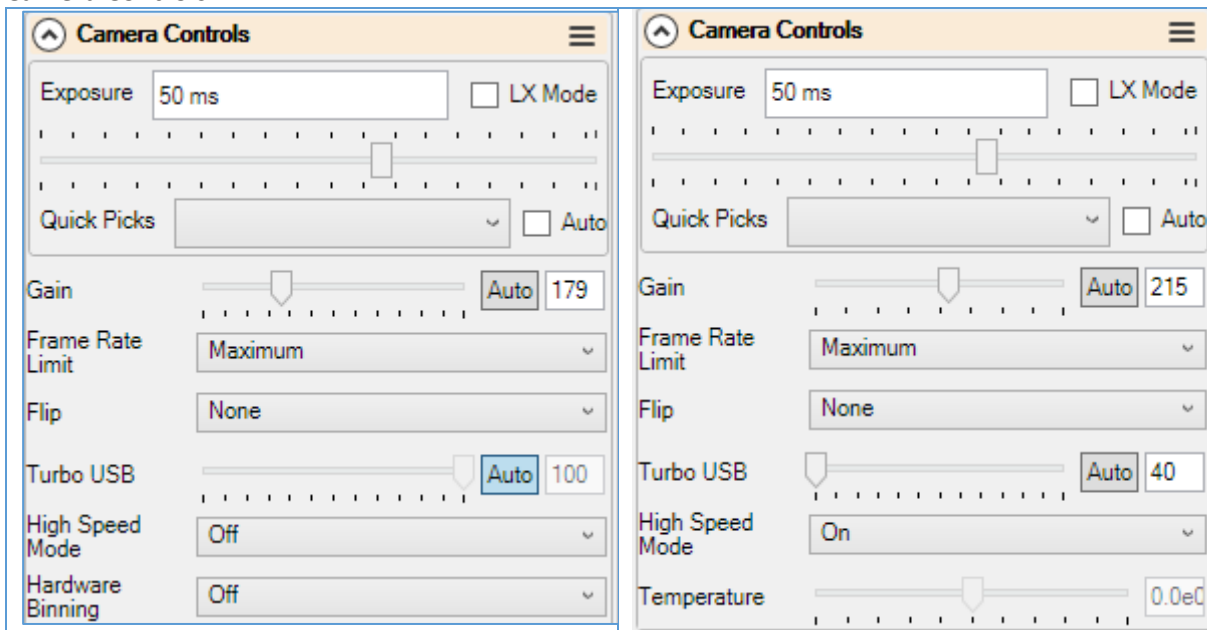 Camera Controls
Exposure 50 ms LX Mode
Quick Picks Auto
Gain Auto 179
Frame Rate
Limit Maximum
Flip None
Turbo USB Auto 100
High Speed
Mode Off
Hardware
Binning Off
Camera Controls
Exposure 50 ms LX Mode
Quick Picks Auto
Gain Auto 215
Frame Rate
Limit Maximum
Flip None
Turbo USB Auto 40
High Speed
Mode On
Temperature 0.0e0